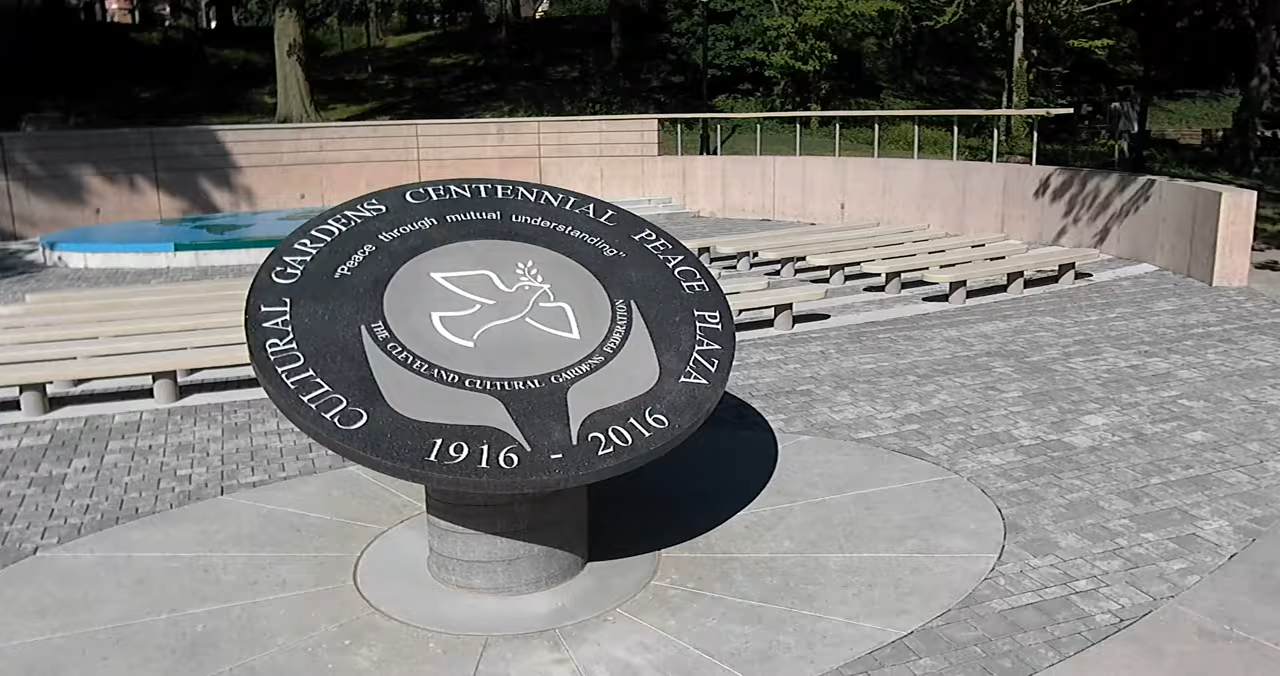 CULTURAL GARDENS CENTENNIAL PEACE PLAZA
"Peace through mutual understanding"
THE CLEVELAND CULTURAL GARDENS FEDERATION
1916 - 2016